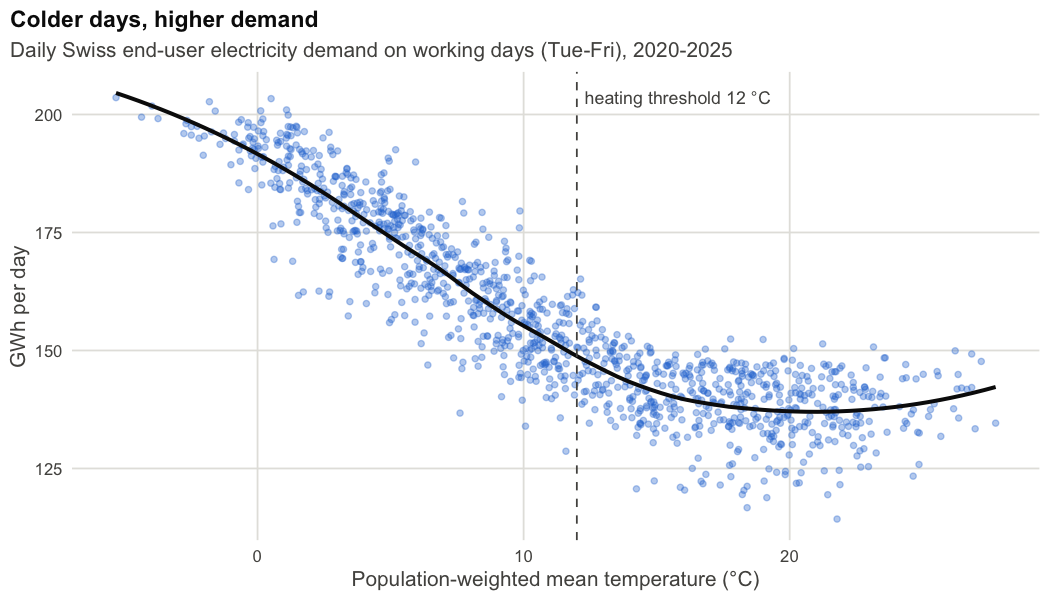 Colder days, higher demand
Daily Swiss end-user electricity demand on working days (Tue-Fri), 2020-2025
heating threshold 12 °C
200
175
150
125
GWh per day
0 10 20
Population-weighted mean temperature (°C)